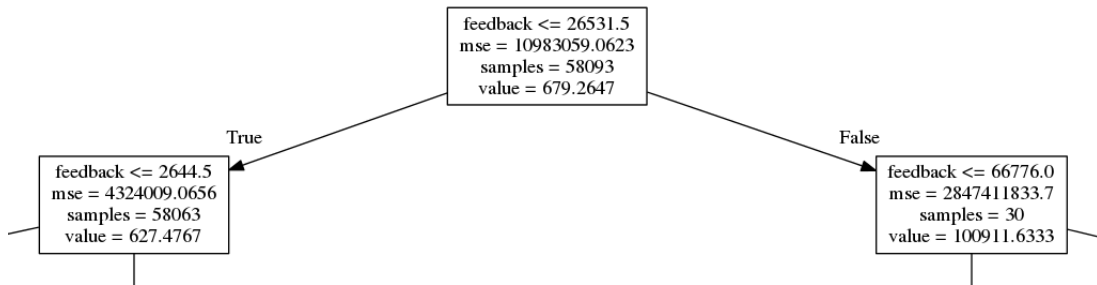 feedback <= 26531.5
mse = 10983059.0623
samples = 58093
value = 679.2647
True
False
feedback <= 2644.5
mse = 4324009.0656
samples = 58063
value = 627.4767
feedback <= 66776.0
mse = 2847411833.7
samples = 30
value = 100911.6333